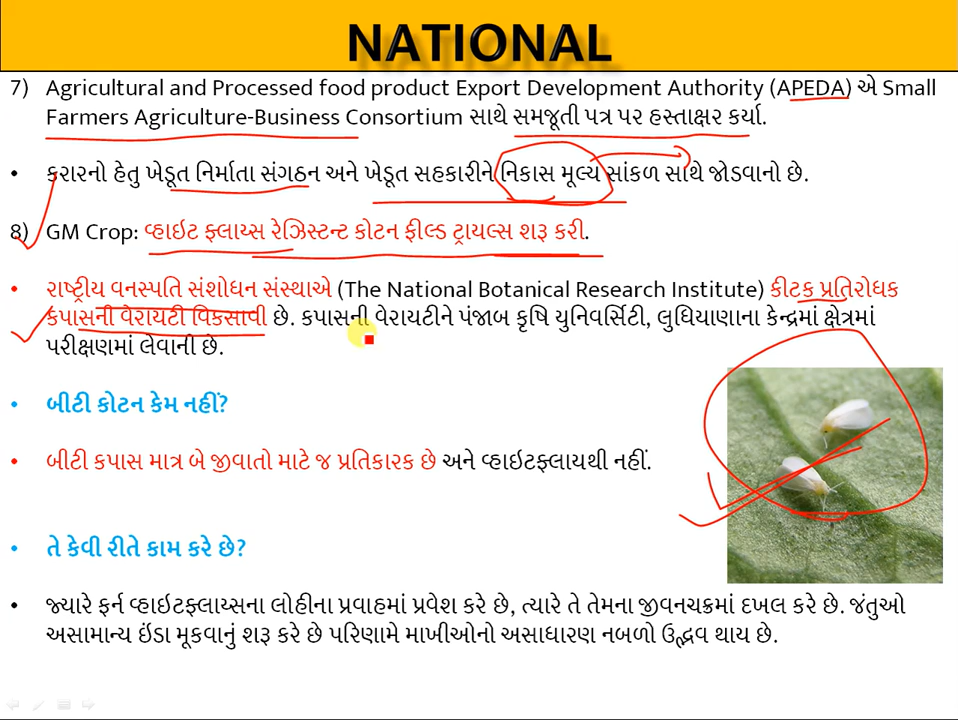 NATIONAL
7) Agricultural and Processed food product Export Development Authority (APEDA) એ Small
Farmers Agriculture-Business Consortium સાથે સમજૂતી પત્ર પર હસ્તાક્ષર કર્યા.
• કરારનો હેતુ ખેડૂત નિર્માતા સંગઠન અને ખેડૂત સહકારીને નિકાસ મૂલ્ય સાંકળ સાથે જોડવાનો છે.
8) GM Crop: વ્હાઇટ ફ્લાય્સ રેઝિસ્ટન્ટ કોટન ફીલ્ડ ટ્રાયલ્સ શરૂ કરી.
• રાષ્ટ્રીય વનસ્પતિ સંશોધન સંસ્થાએ (The National Botanical Research Institute) કીટક પ્રતિરોધક
કપાસની વેરાયટી વિકસાવી છે. કપાસની વેરાયટીને પંજાબ કૃષિ યુનિવર્સિટી, લુધિયાણાના કેન્દ્રમાં ક્ષેત્રમાં
પરીક્ષણમાં લેવાની છે.
• બીટી કોટન કેમ નહીં?
• બીટી કપાસ માત્ર બે જીવાતો માટે જ પ્રતિકારક છે અને વ્હાઇટફ્લાયથી નહીં.
• તે કેવી રીતે કામ કરે છે?
• જ્યારે ફર્ન વ્હાઇટફ્લાય્સના લોહીના પ્રવાહમાં પ્રવેશ કરે છે, ત્યારે તે તેમના જીવનચક્રમાં દખલ કરે છે. જંતુઓ
અસામાન્ય ઇંડા મૂકવાનું શરૂ કરે છે પરિણામે માખીઓનો અસાધારણ નબળો ઉદ્ભવ થાય છે.